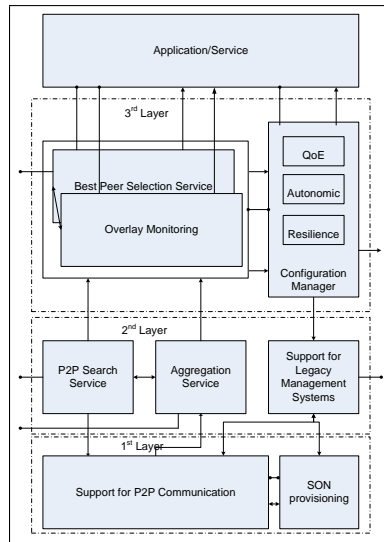 Application/Service
3rd Layer
Best Peer Selection Service
Overlay Monitoring
QoE
Autonomic
Resilience
Configuration
Manager
2nd Layer
P2P Search
Service
Aggregation
Service
Support for
Legacy
Management
Systems
1st Layer
Support for P2P Communication
SON
provisioning